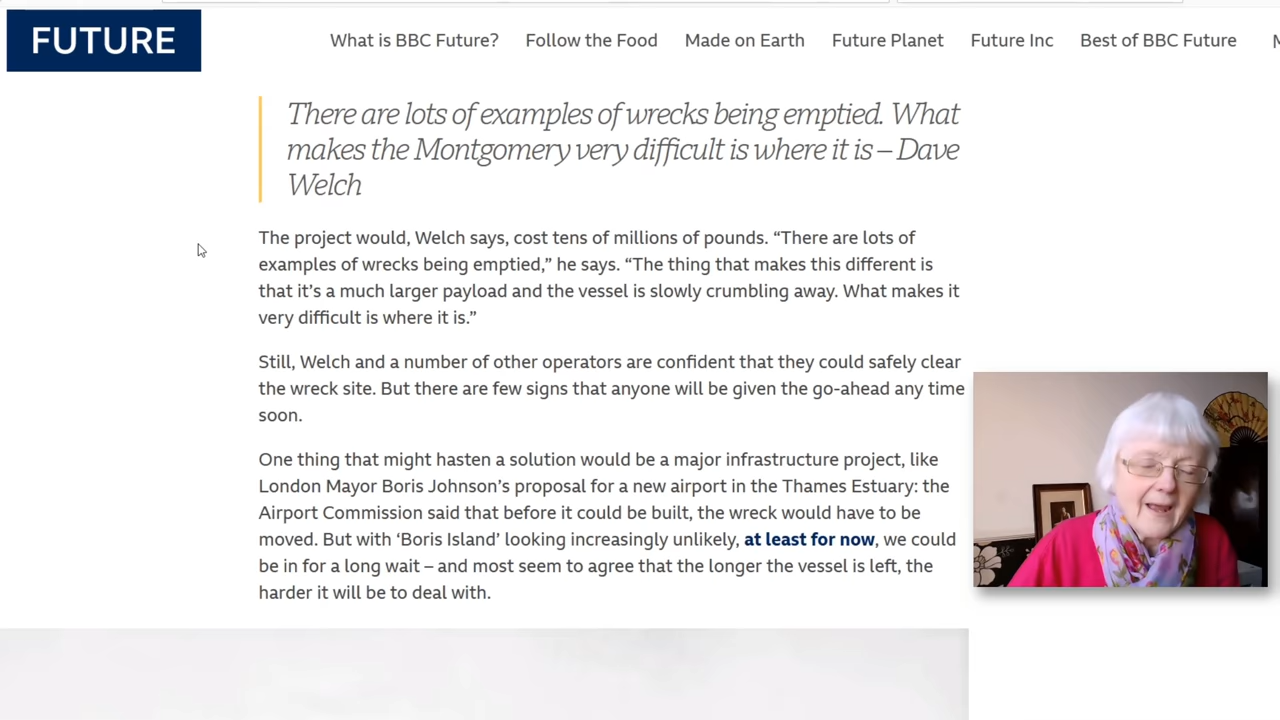 FUTURE
What is BBC Future? Follow the Food Made on Earth Future Planet Future Inc Best of BBC Future
There are lots of examples of wrecks being emptied. What
makes the Montgomery very difficult is where it is – Dave
Welch
The project would, Welch says, cost tens of millions of pounds. “There are lots of
examples of wrecks being emptied,” he says. “The thing that makes this different is
that it’s a much larger payload and the vessel is slowly crumbling away. What makes it
very difficult is where it is.”
Still, Welch and a number of other operators are confident that they could safely clear
the wreck site. But there are few signs that anyone will be given the go-ahead any time
soon.
One thing that might hasten a solution would be a major infrastructure project, like
London Mayor Boris Johnson’s proposal for a new airport in the Thames Estuary: the
Airport Commission said that before it could be built, the wreck would have to be
moved. But with ‘Boris Island’ looking increasingly unlikely, at least for now, we could
be in for a long wait – and most seem to agree that the longer the vessel is left, the
harder it will be to deal with.